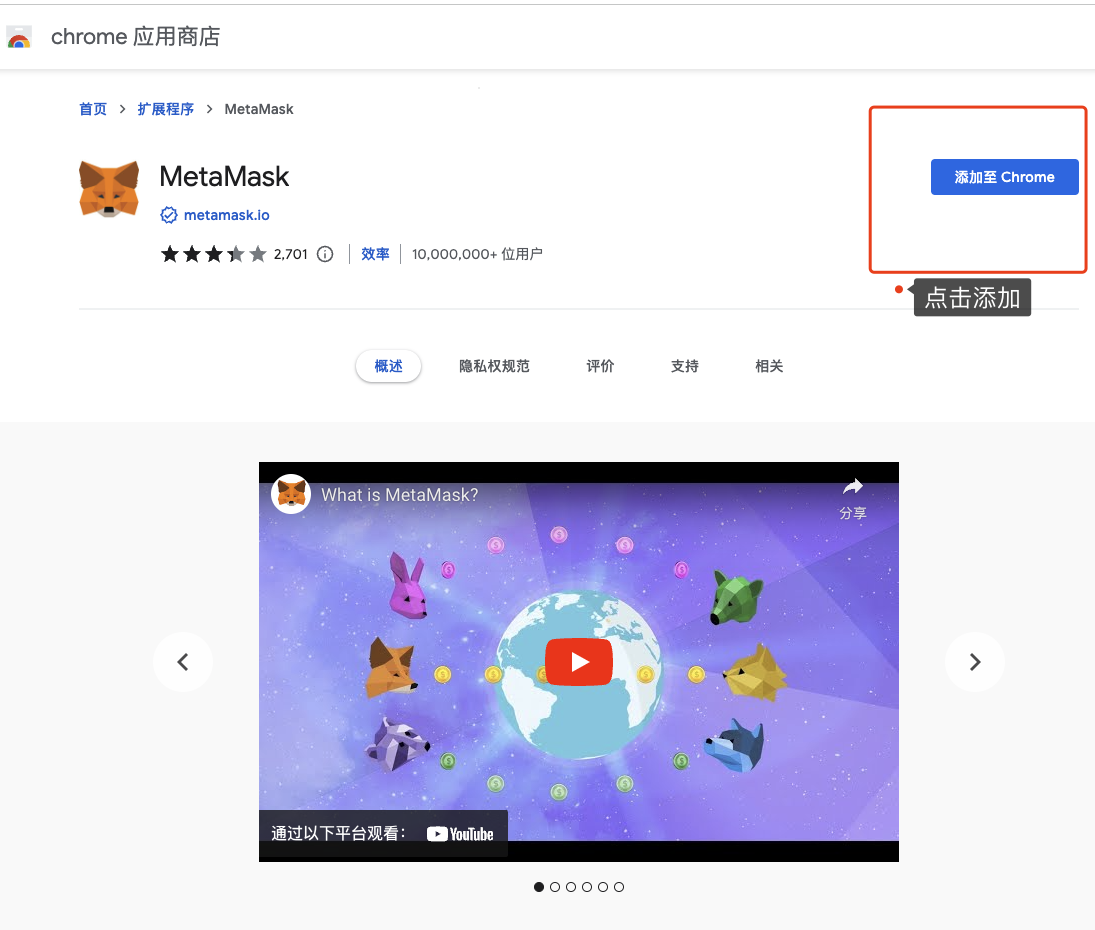 chrome 应用商店
首页 > 扩展程序 > MetaMask
MetaMask
添加至 Chrome
metamask.io
2,701 效率 10,000,000+ 位用户
点击添加
概述 隐私权规范 评价 支持 相关
What is MetaMask?
分享
通过以下平台观看： YouTube